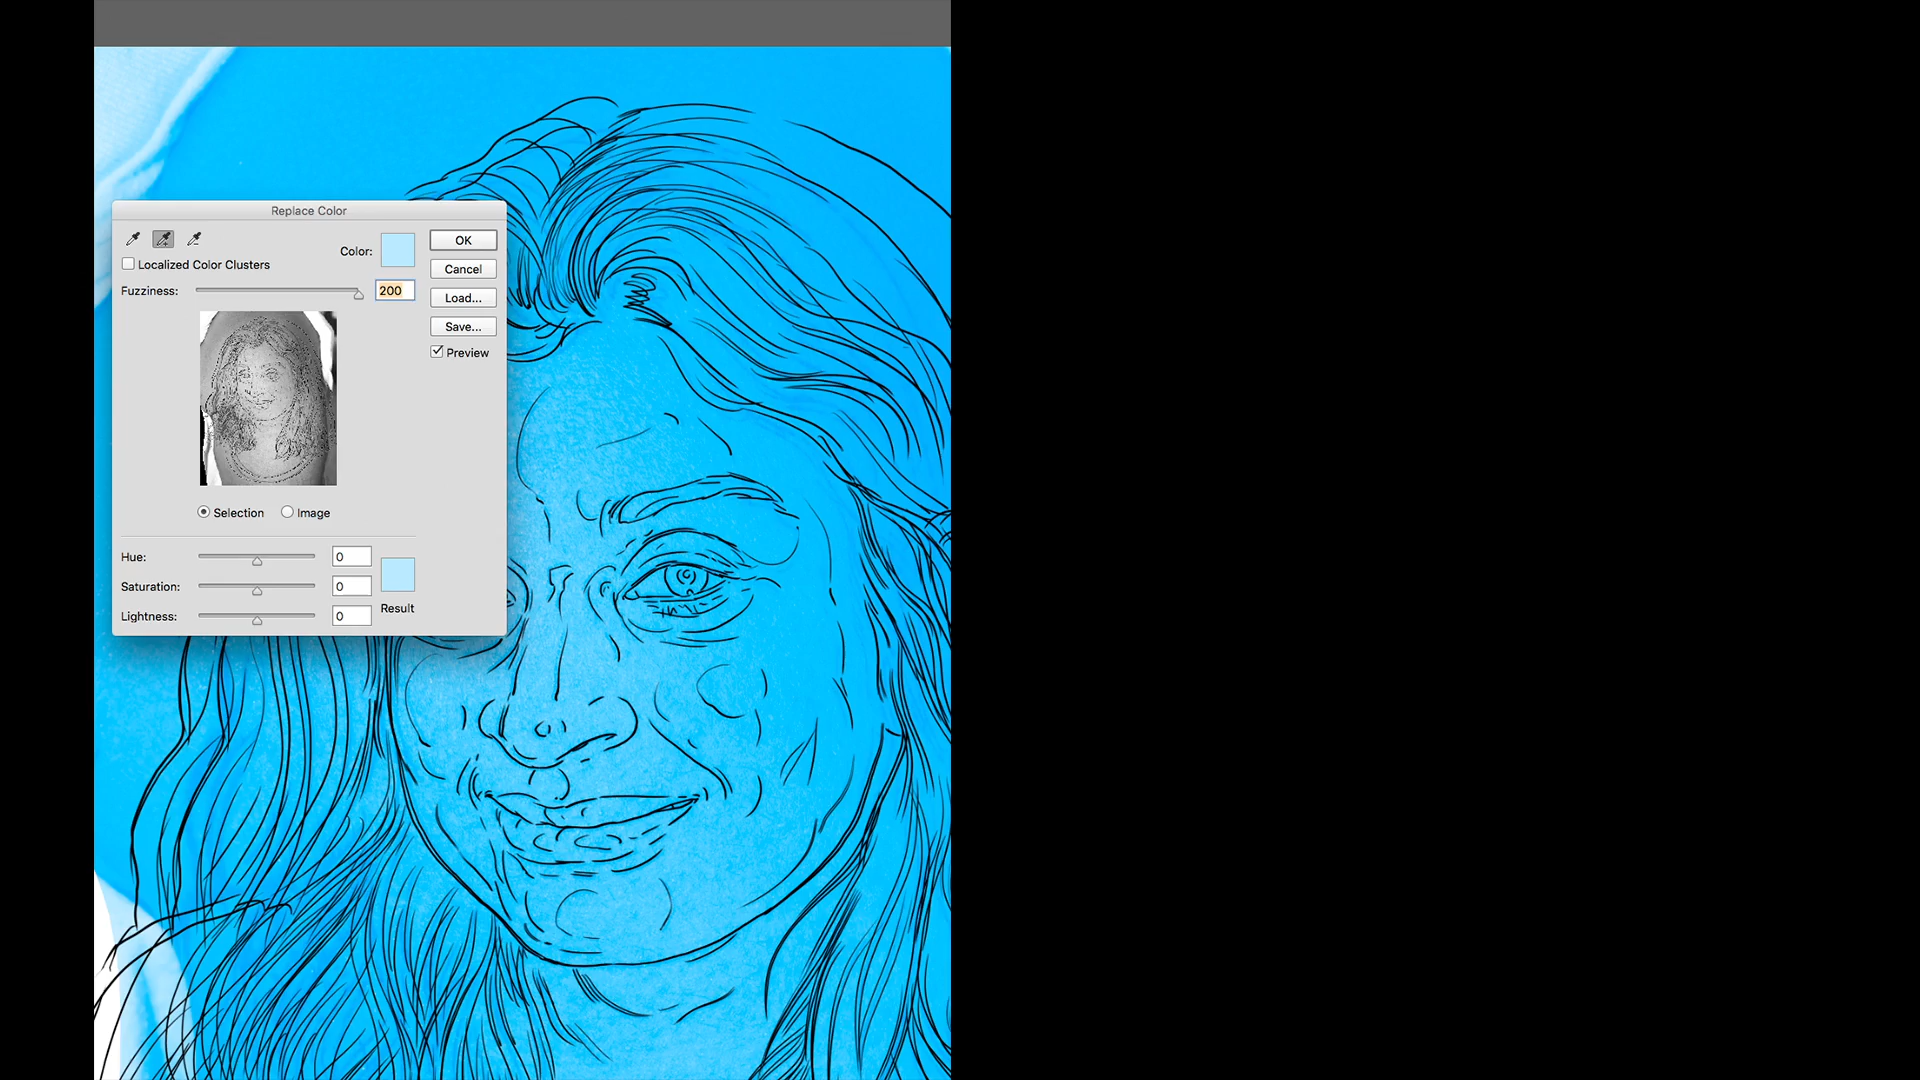 Replace Color
Color:
OK
Localized Color Clusters
Cancel
Fuzziness:
200
Load...
Save...
Preview
Selection
Image
Hue:
0
Saturation:
0
Result
Lightness:
0